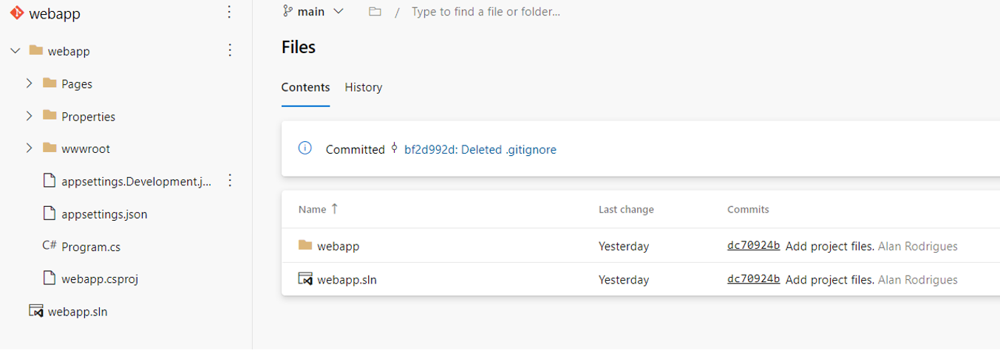 webapp
webapp
Pages
Properties
wwwroot
appsettings.Development.j...
appsettings.json
C# Program.cs
webapp.csproj
webapp.sln
main / Type to find a file or folder...
Files
Contents History
Committed bf2d992d: Deleted .gitignore
Name Last change Commits
webapp Yesterday dc70924b Add project files. Alan Rodrigues
webapp.sln Yesterday dc70924b Add project files. Alan Rodrigues